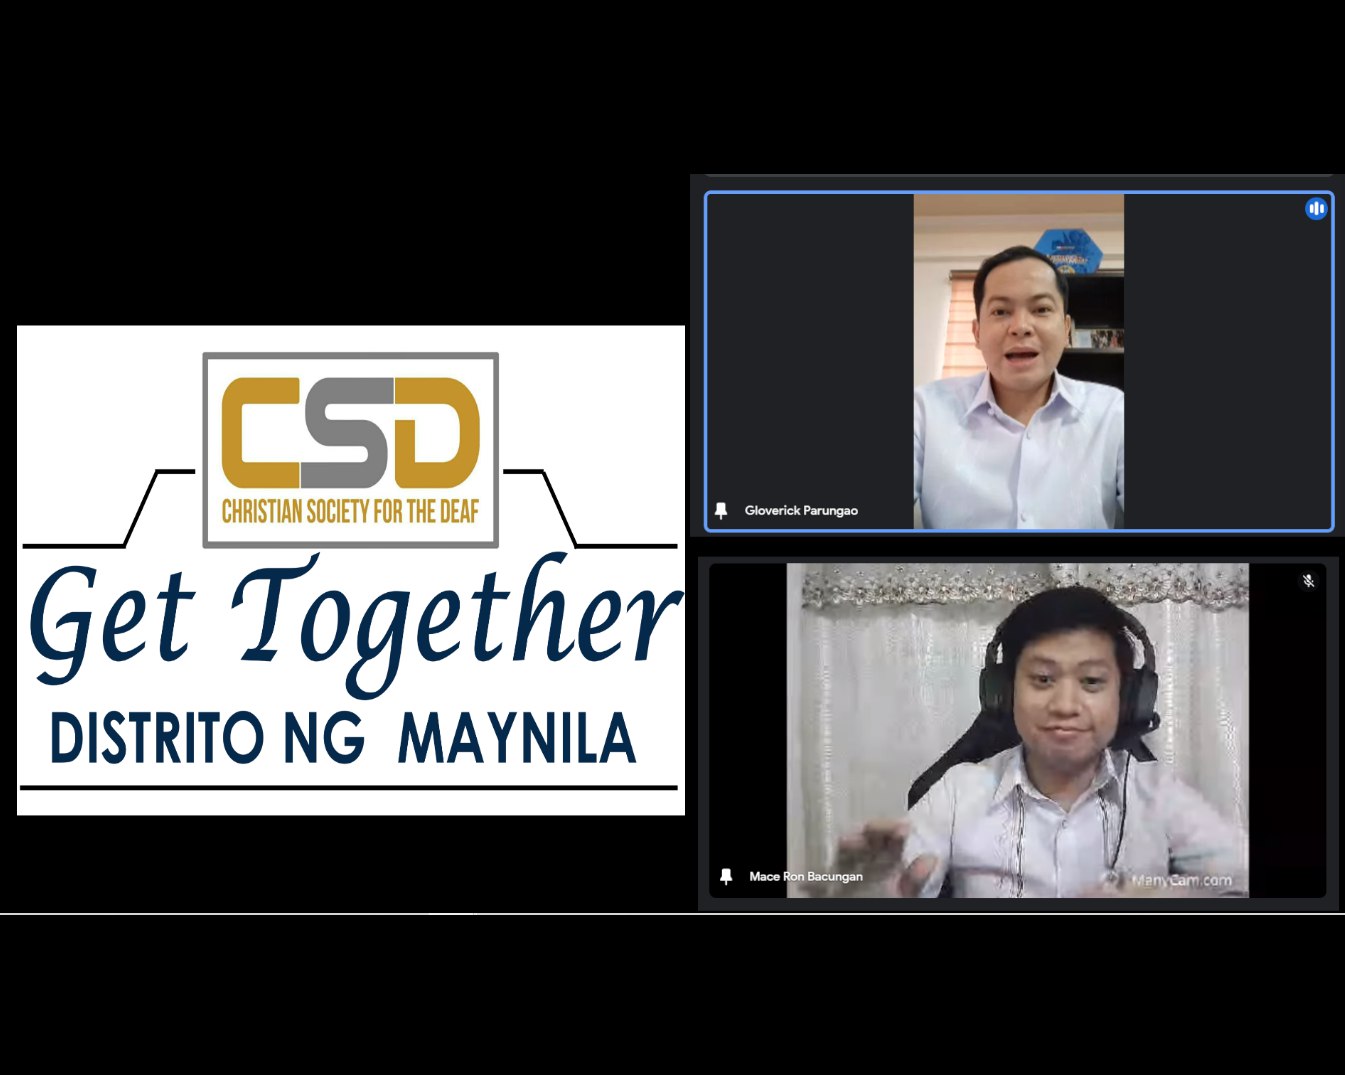 CSD
CHRISTIAN SOCIETY FOR THE DEAF
Get Together
DISTRITO NG MAYNILA
Gloverick Parungao
Mace Ron Bacungan
ManyCam.com